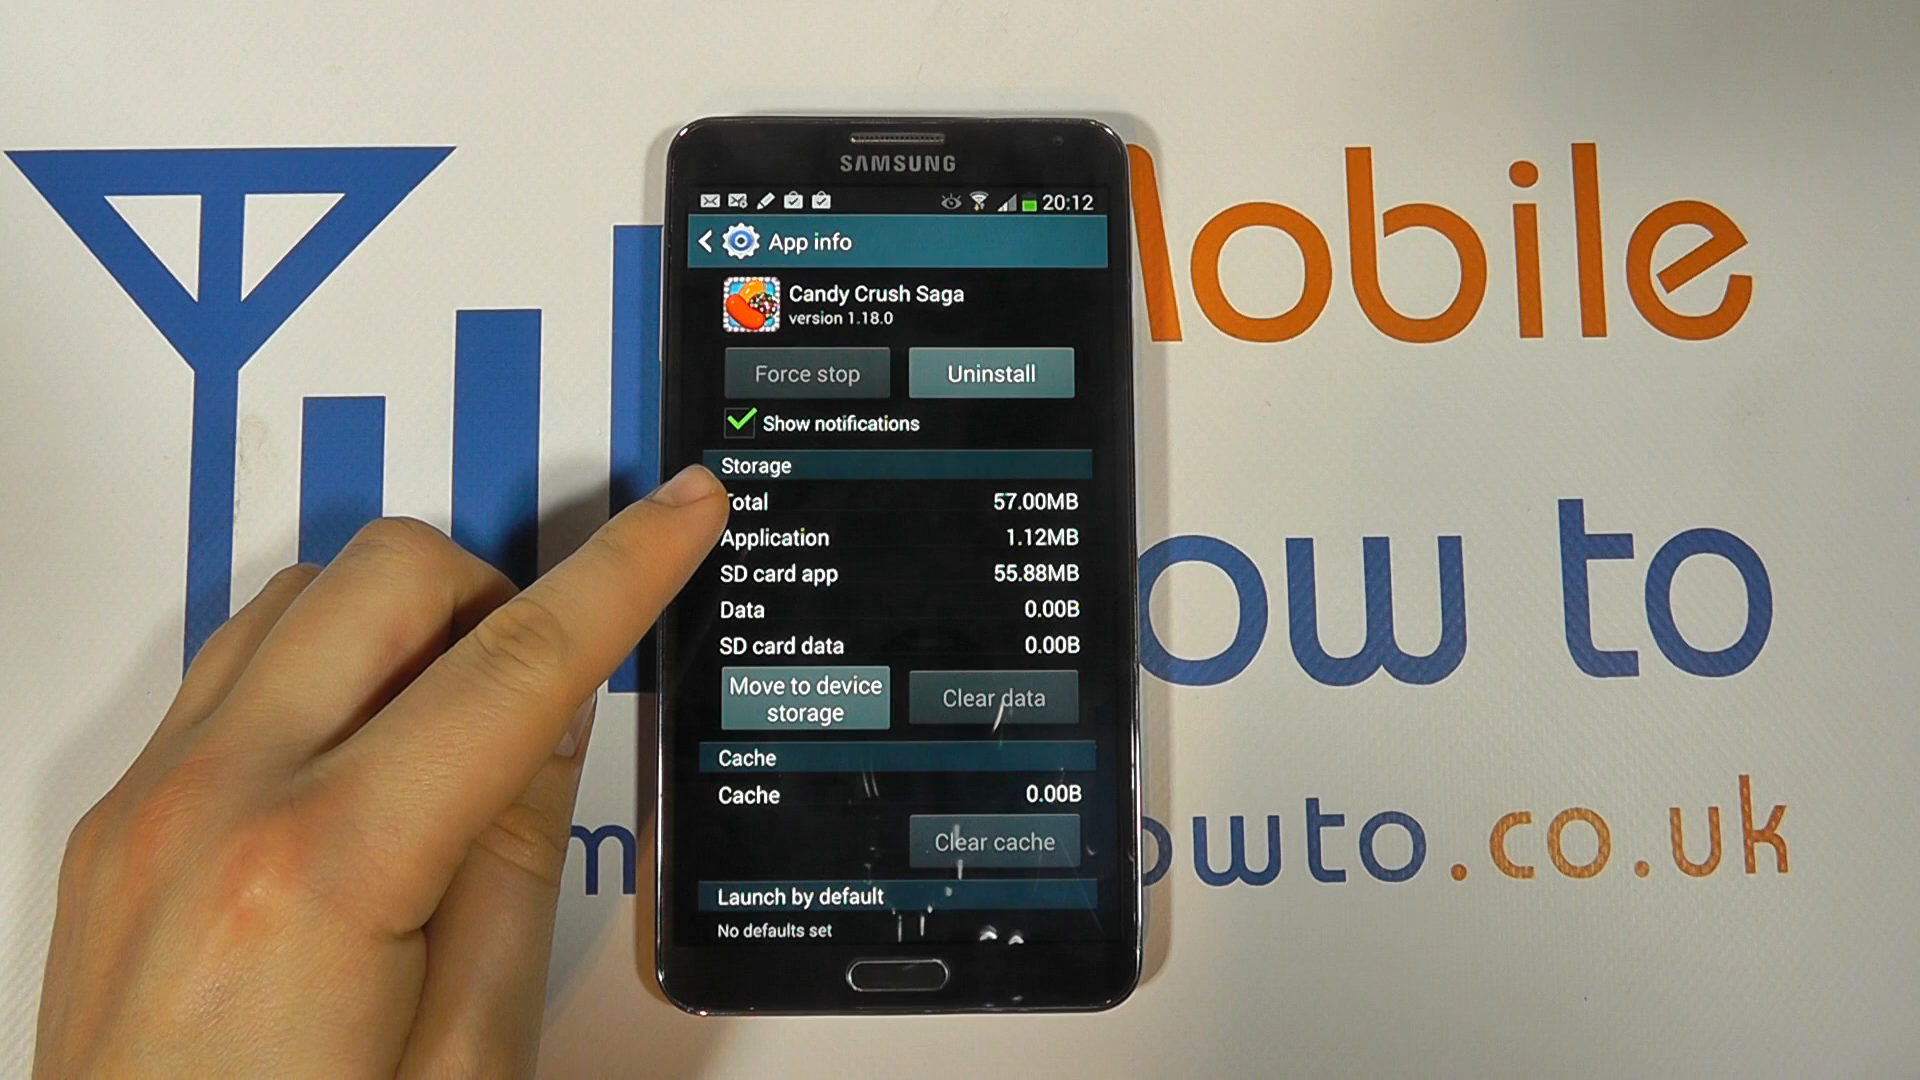 SAMSUNG
20:12
App info
Candy Crush Saga
version 1.18.0
Force stop
Uninstall
Show notifications
Storage
Total 57.00MB
Application 1.12MB
SD card app 55.88MB
Data 0.00B
SD card data 0.00B
Move to device
storage
Clear data
Cache
Cache 0.00B
Clear cache
Launch by default
No defaults set
Mobile
ow to
m
owto.co.uk